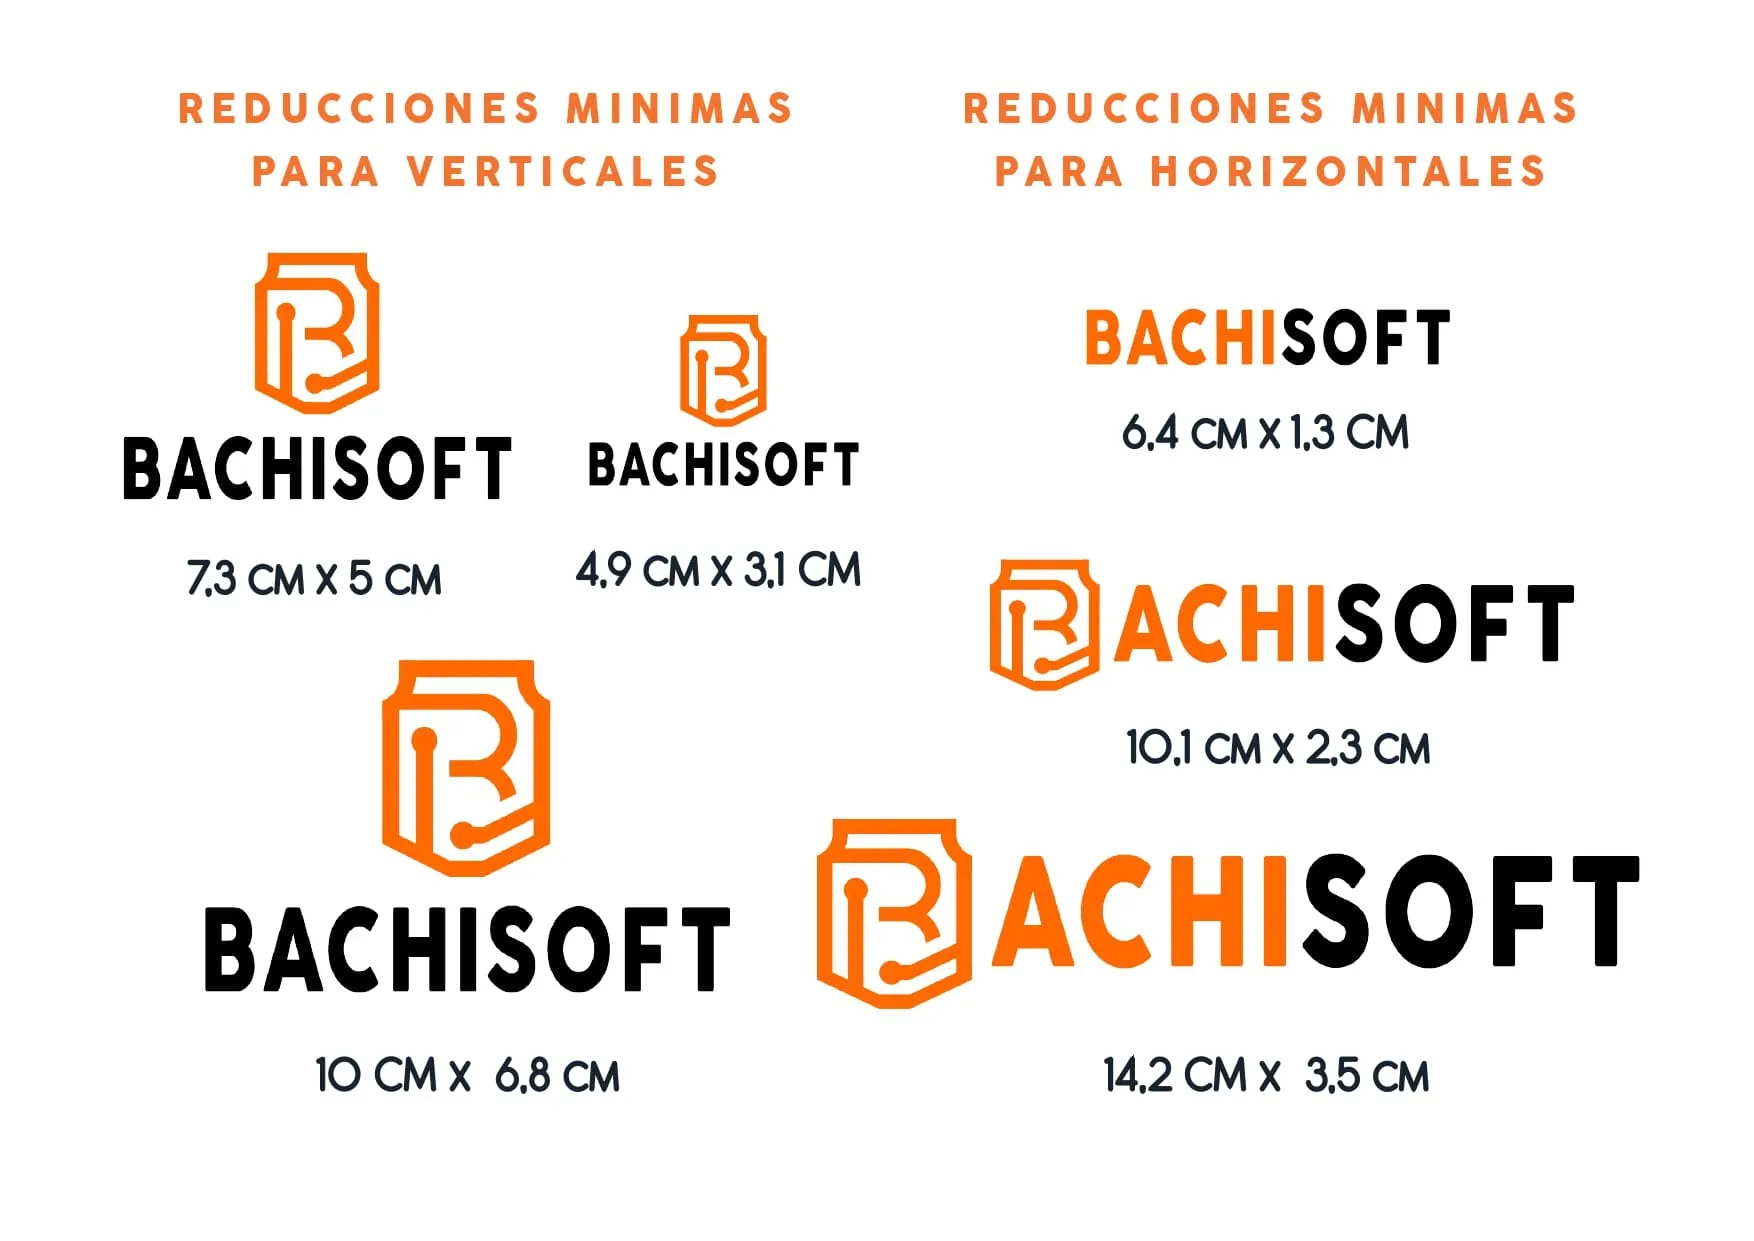 REDUCCIONES MINIMAS
PARA VERTICALES
BACHISOFT
7.3 CM X 5 CM
BACHISOFT
4.9 CM X 3.1 CM
BACHISOFT
10 CM X 6.8 CM
REDUCCIONES MINIMAS
PARA HORIZONTALES
BACHISOFT
6.4 CM X 1.3 CM
BACHISOFT
10.1 CM X 2.3 CM
BACHISOFT
14.2 CM X 3.5 CM